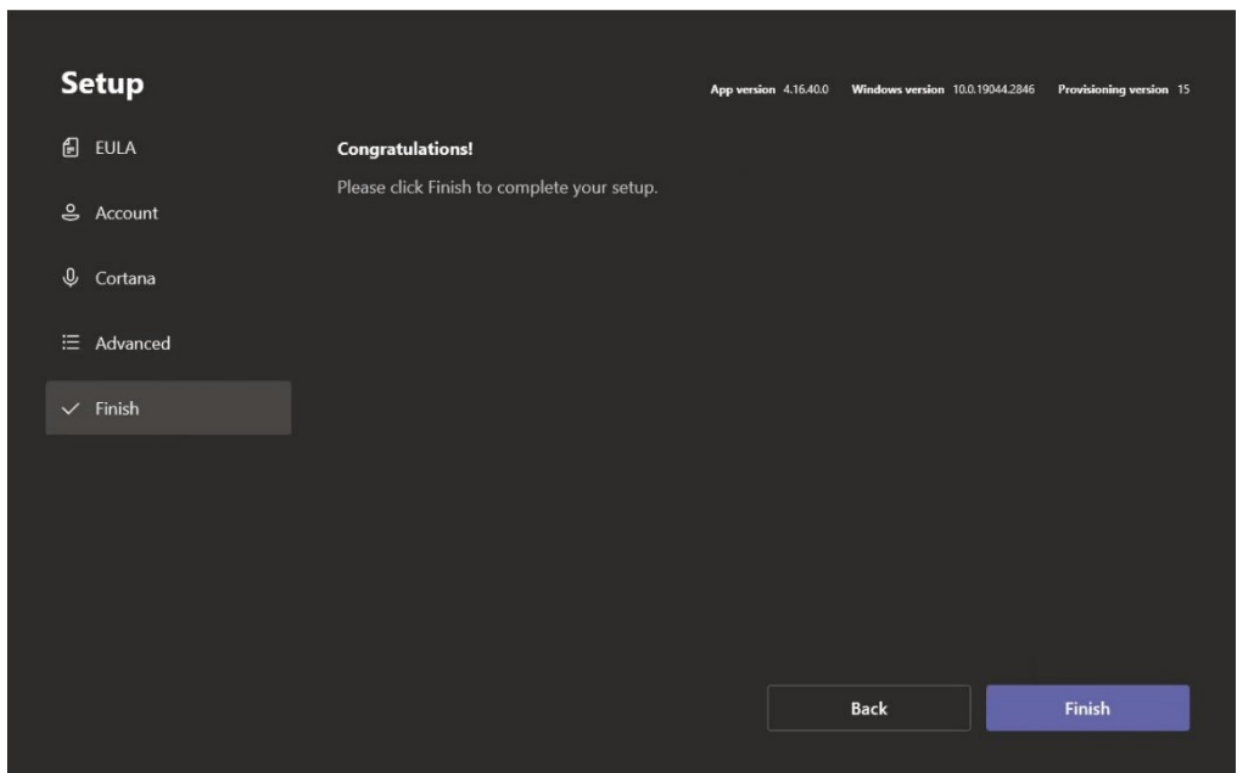 Setup
App version 4.16.40.0 Windows version 10.0.19044.2846 Provisioning version 15
EULA
Account
Cortana
Advanced
Finish
Congratulations!
Please click Finish to complete your setup.
Back Finish